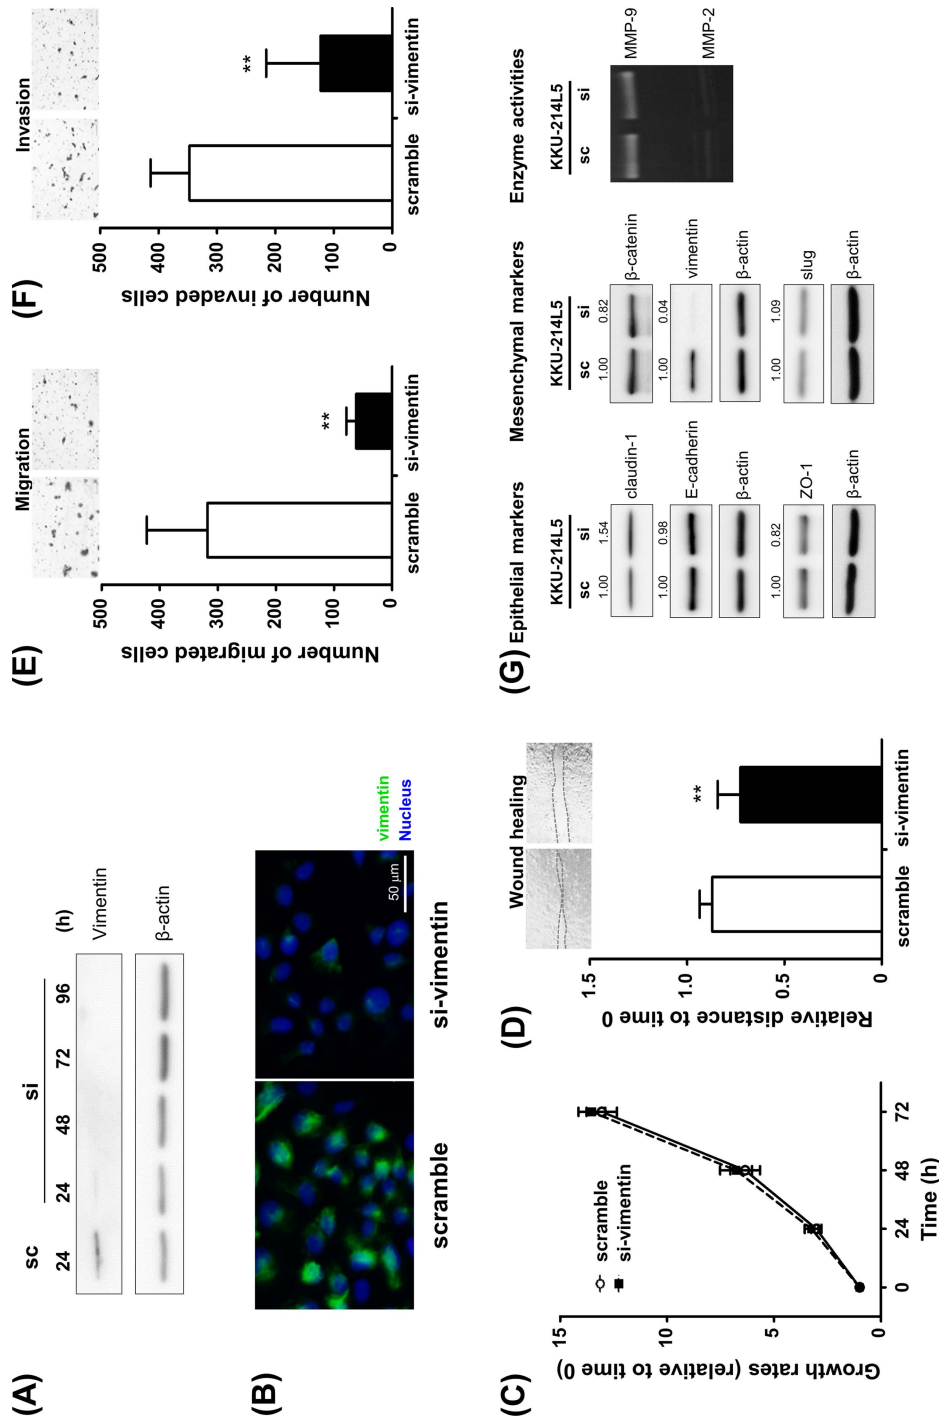 (A)
sc
si
24
24
48
72
96
(h)
Vimentin
β-actin
(B)
vimentin
Nucleus
50 µm
scramble
si-vimentin
(C)
Growth rates (relative to time 0)
15
10
5
0
scramble
si-vimentin
0
24
48
72
Time (h)
(D)
Wound healing
Relative distance to time 0
1.5
1.0
0.5
0
**
scramble
si-vimentin
(E)
Migration
Number of migrated cells
500
400
300
200
100
0
**
scramble
si-vimentin
(F)
Invasion
Number of invaded cells
500
400
300
200
100
0
**
scramble
si-vimentin
(G)
Epithelial markers
KKU-214L5
sc
si
1.00
1.54
claudin-1
1.00
0.98
E-cadherin
β-actin
1.00
0.82
ZO-1
β-actin
Mesenchymal markers
KKU-214L5
sc
si
1.00
0.82
β-catenin
1.00
0.04
vimentin
β-actin
1.00
1.09
slug
β-actin
Enzyme activities
KKU-214L5
sc
si
MMP-9
MMP-2